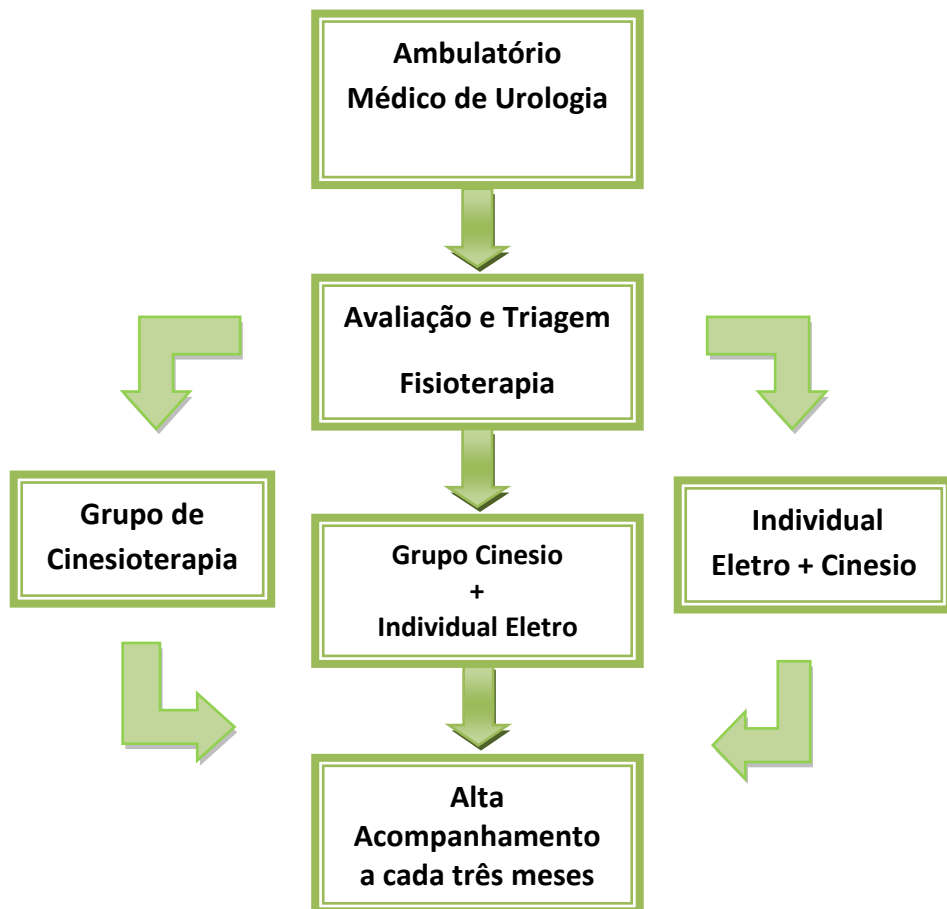 Ambulatório
Médico de Urologia
Avaliação e Triagem
Fisioterapia
Grupo de
Cinesioterapia
Grupo Cinesio
+
Individual Eletro
Individual
Eletro + Cinesio
Alta
Acompanhamento
a cada três meses